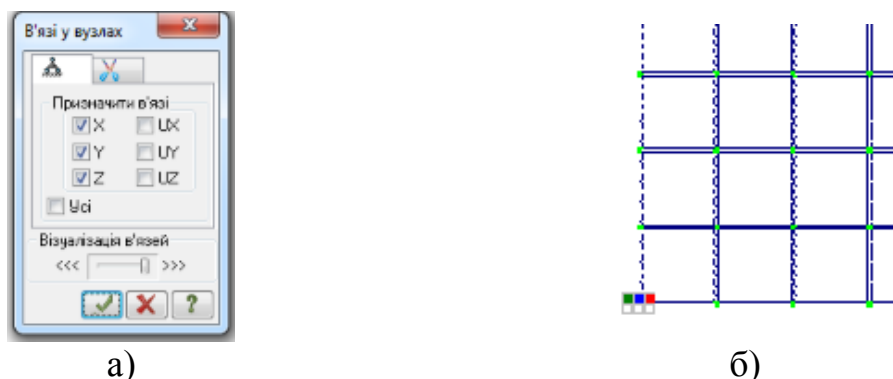 В'язі у вузлах
Призначити в'язі
X UX
Y UY
Z UZ
Усі
Візуалізація в'язей
<<< >>>
?
а) б)